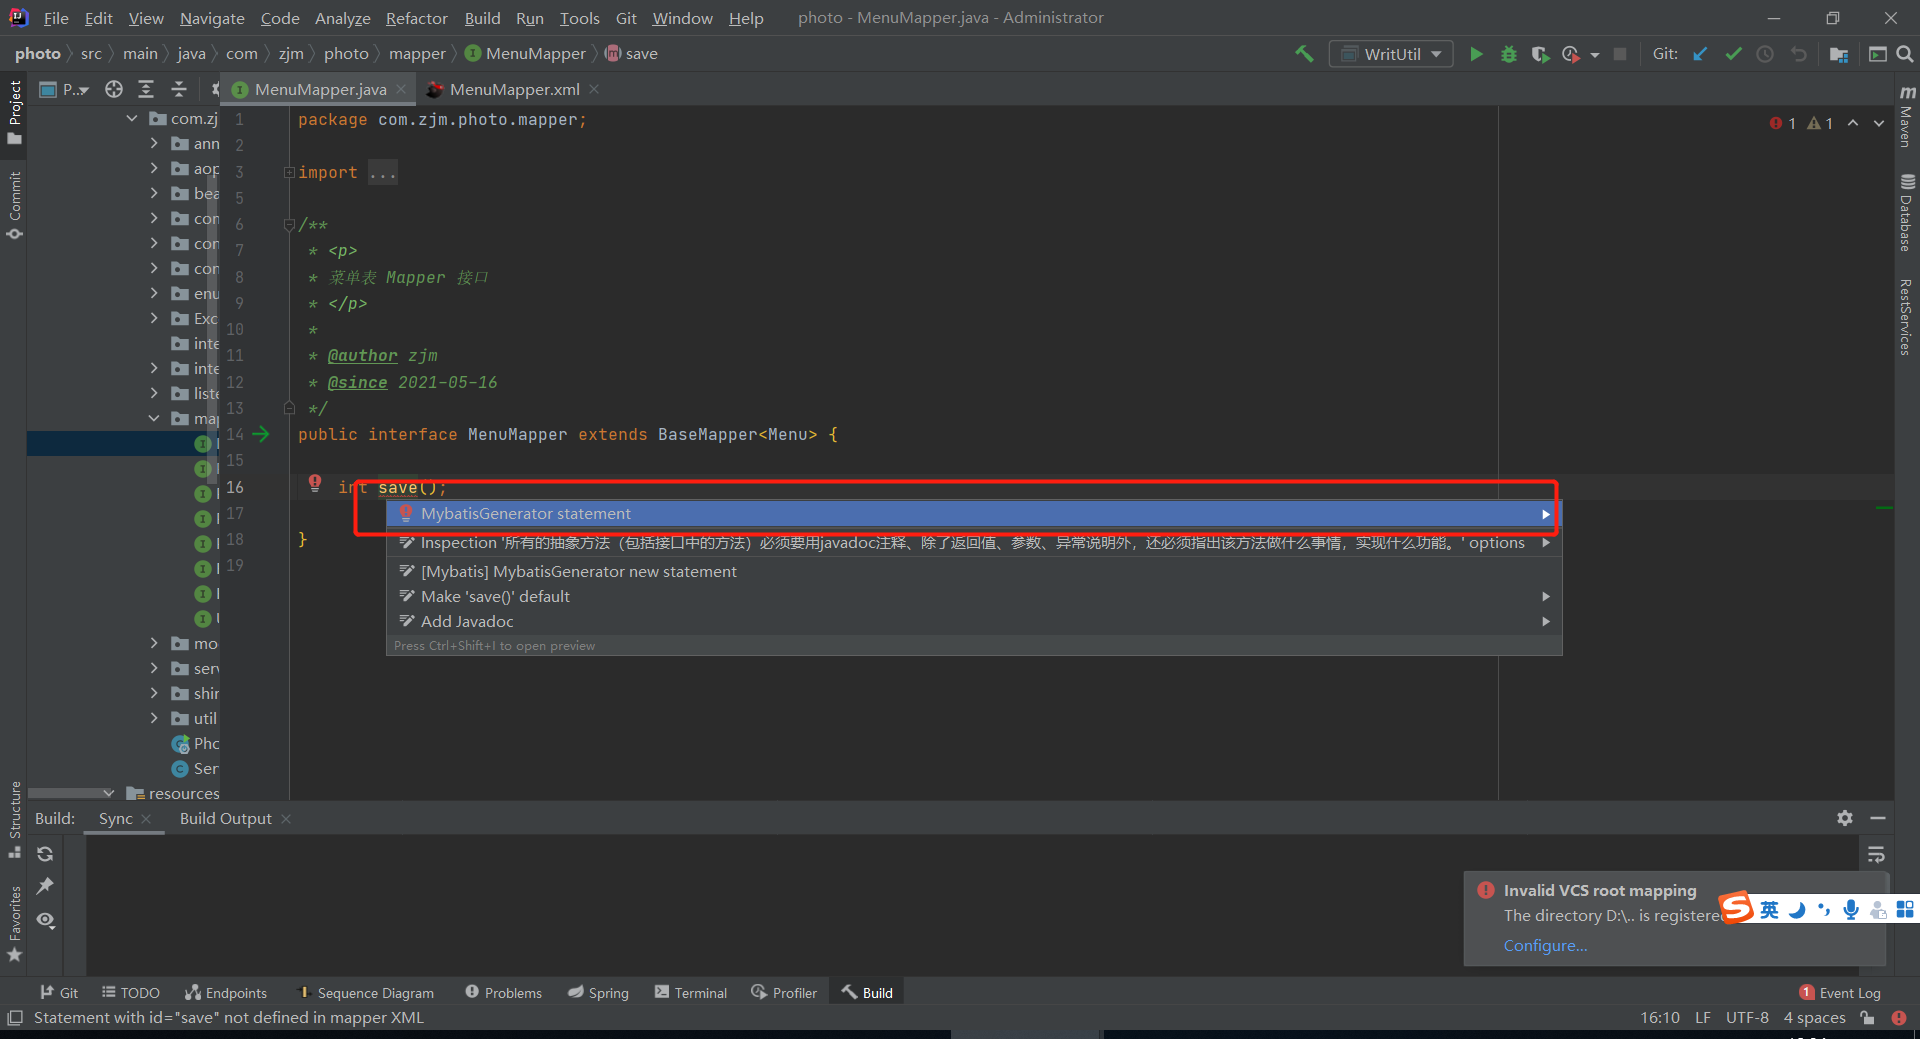 File Edit View Navigate Code Analyze Refactor Build Run Tools Git Window Help photo - MenuMapper.java - Administrator
photo src main java com zjm photo mapper MenuMapper save WritUtil Git:
P... MenuMapper.java MenuMapper.xml
Project
Commit
Structure
Favorites
com.zj
ann
aop
bea
con
con
con
enu
Exc
inte
inte
liste
map
mo
serv
shir
util
Pho
Ser
resources
1 package com.zjm.photo.mapper;
2
3 import ...
5
6 /**
7 * <p>
8 * 菜单表 Mapper 接口
9 * </p>
10 *
11 * @author zjm
12 * @since 2021-05-16
13 */
14 public interface MenuMapper extends BaseMapper<Menu> {
15
16 int save();
17
18 }
19
1 1
MybatisGenerator statement
Inspection '所有的抽象方法（包括接口中的方法）必须要用javadoc注释、除了返回值、参数、异常说明外，还必须指出该方法做什么事情，实现什么功能。' options
[Mybatis] MybatisGenerator new statement
Make 'save()' default
Add Javadoc
Press Ctrl+Shift+I to open preview
Maven
Database
RestServices
Build: Sync Build Output
Invalid VCS root mapping
The directory D:\.. is registered
Configure...
英
Git TODO Endpoints Sequence Diagram Problems Spring Terminal Profiler Build 1 Event Log
Statement with id="save" not defined in mapper XML 16:10 LF UTF-8 4 spaces